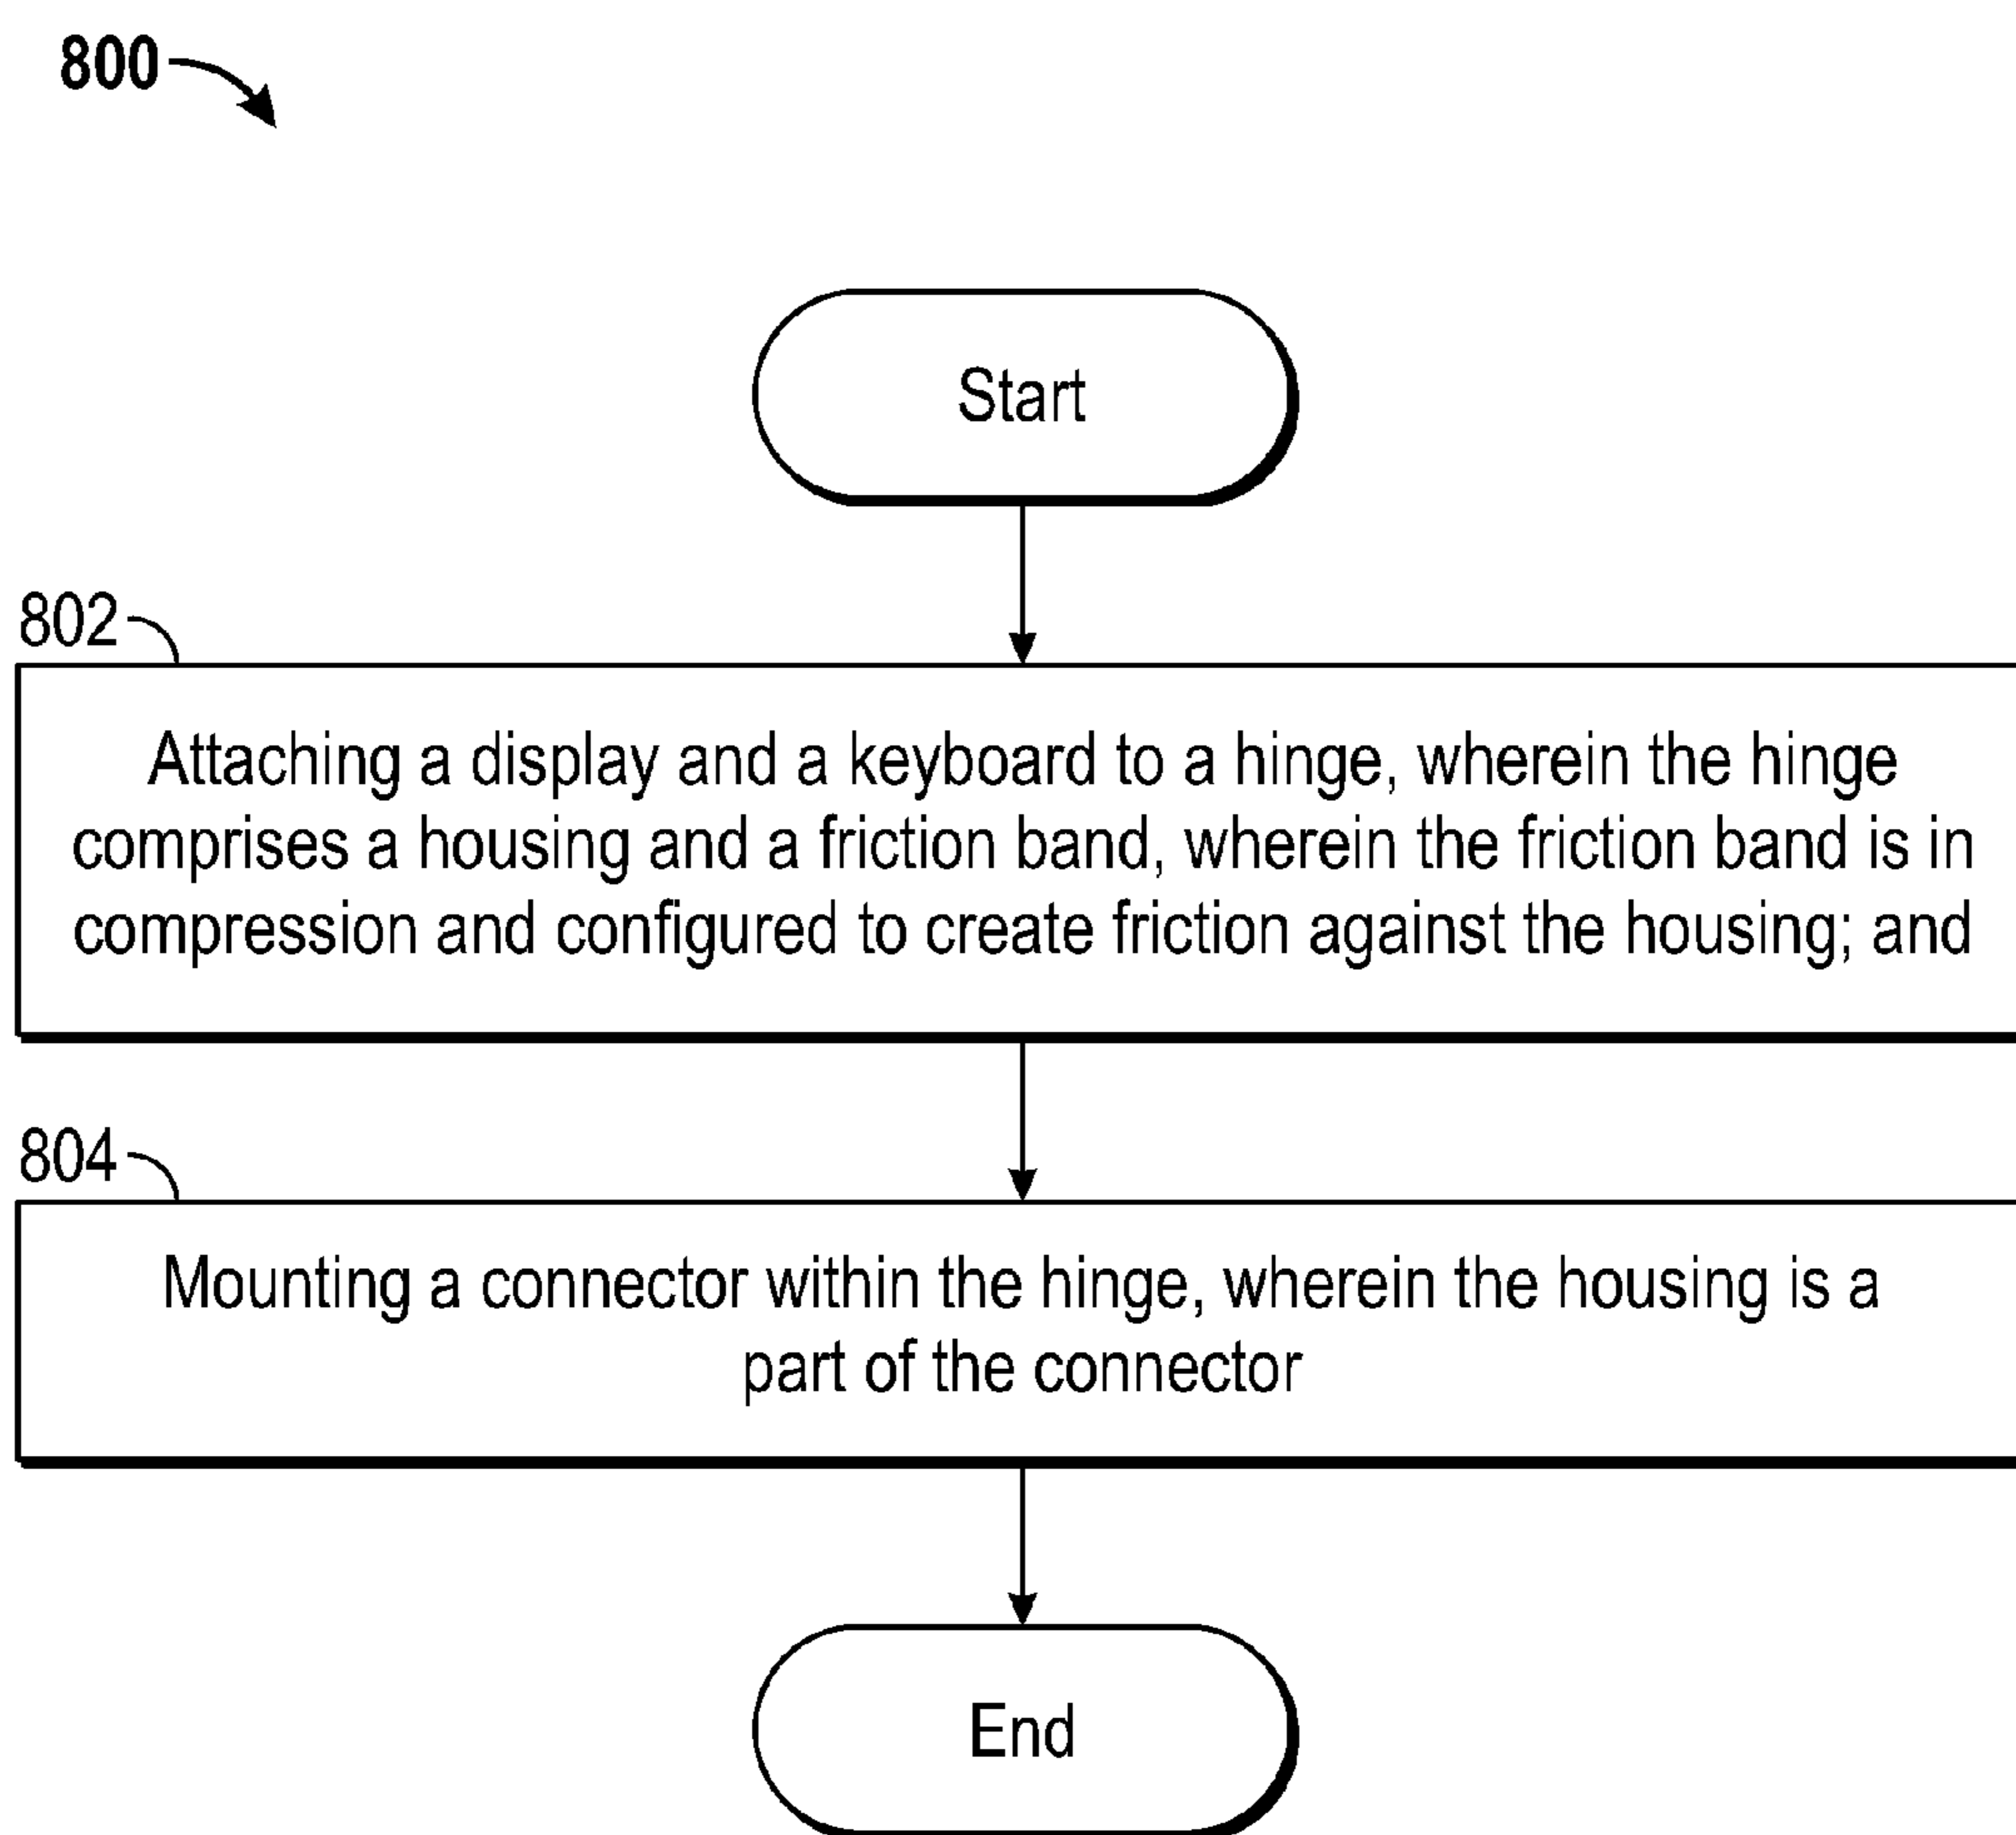 800
Start
802
Attaching a display and a keyboard to a hinge, wherein the hinge
comprises a housing and a friction band, wherein the friction band is in
compression and configured to create friction against the housing; and
804
Mounting a connector within the hinge, wherein the housing is a
part of the connector
End